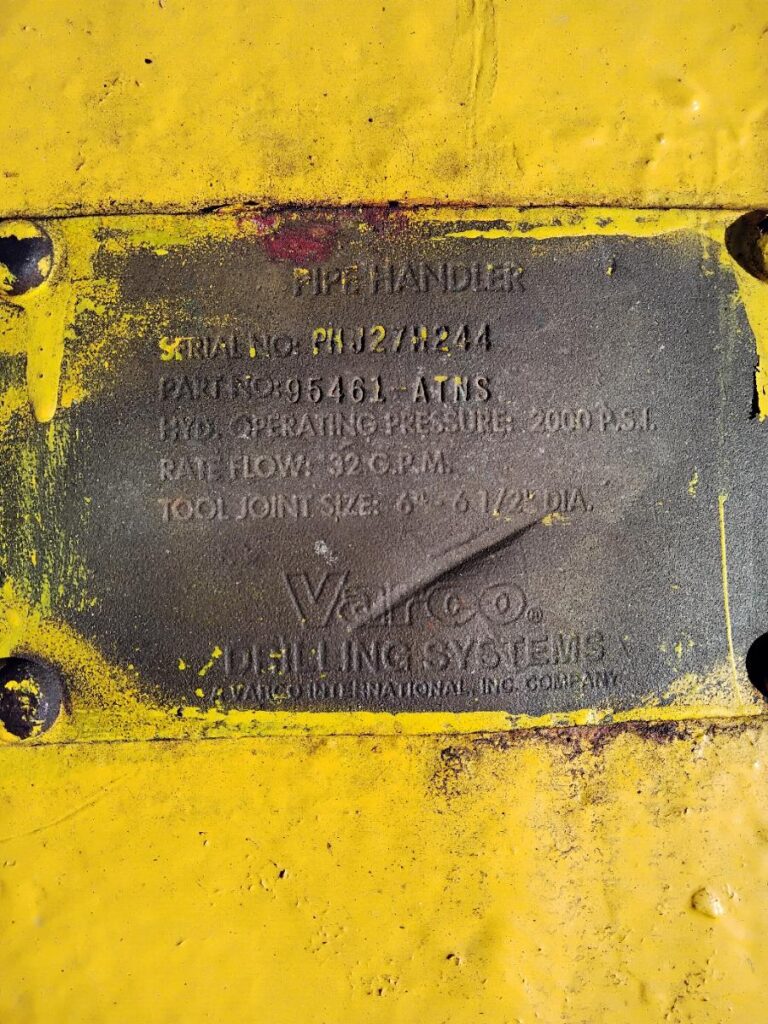 PIPE HANDLER
SERIAL NO: PHJ27H244
PART NO: 95461-ATNS
HYD. OPERATING PRESSURE: 2000 P.S.I.
RATE FLOW: 32 G.P.M.
TOOL JOINT SIZE: 6" - 6 1/2" DIA.
Varco®
DRILLING SYSTEMS
A VARCO INTERNATIONAL, INC. COMPANY